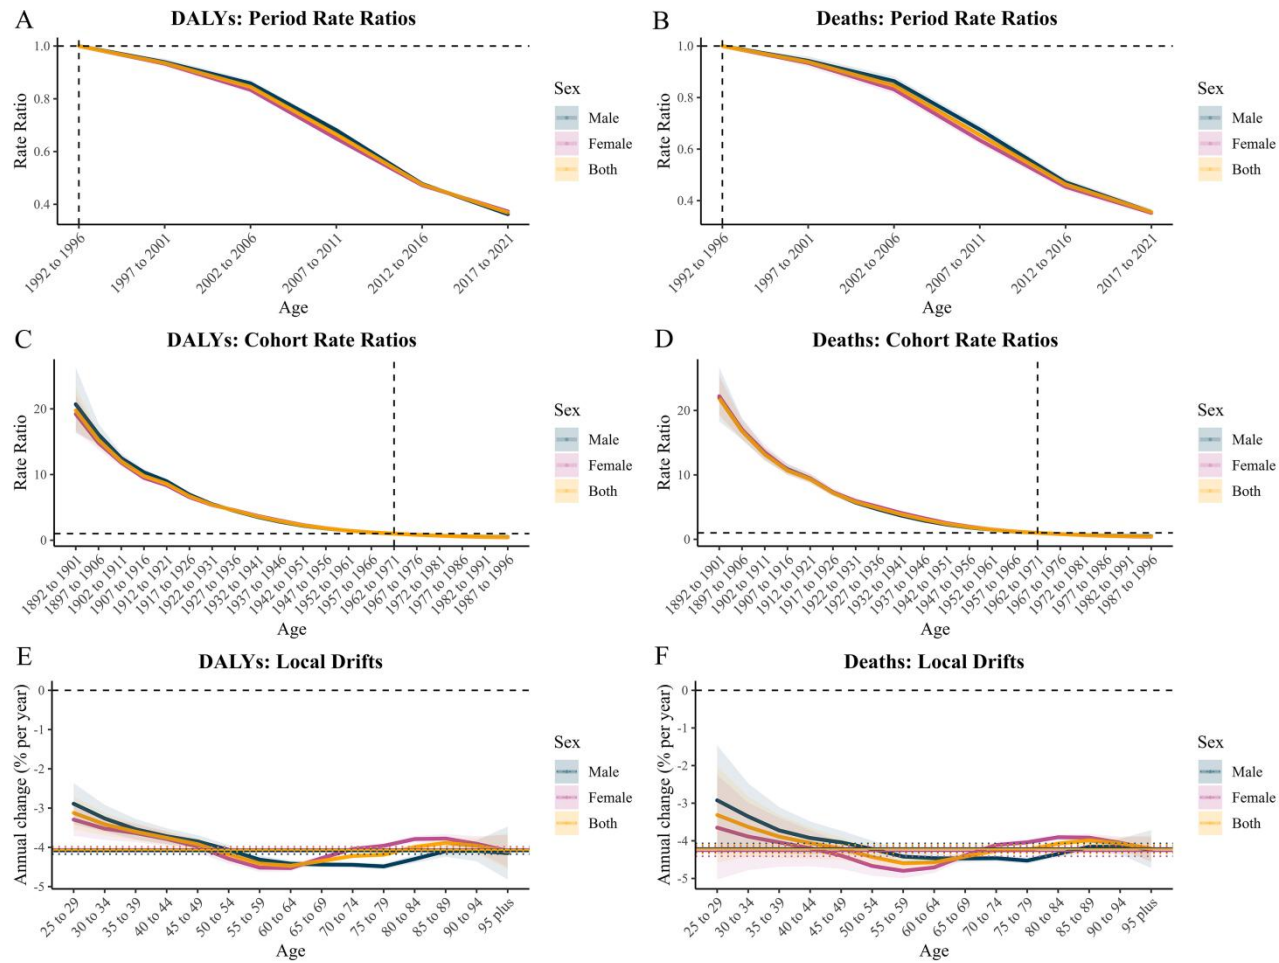 A
DALYs: Period Rate Ratios
Rate Ratio
1.0
0.8
0.6
0.4
1992 to 1996
1997 to 2001
2002 to 2006
2007 to 2011
2012 to 2016
2017 to 2021
Age
Sex
Male
Female
Both
B
Deaths: Period Rate Ratios
Rate Ratio
1.0
0.8
0.6
0.4
1992 to 1996
1997 to 2001
2002 to 2006
2007 to 2011
2012 to 2016
2017 to 2021
Age
Sex
Male
Female
Both
C
DALYs: Cohort Rate Ratios
Rate Ratio
20
10
0
1892 to 1901
1897 to 1906
1902 to 1911
1907 to 1916
1912 to 1921
1917 to 1926
1922 to 1931
1927 to 1936
1932 to 1941
1937 to 1946
1942 to 1951
1947 to 1956
1952 to 1961
1957 to 1966
1962 to 1971
1967 to 1976
1972 to 1981
1977 to 1986
1982 to 1991
1987 to 1996
Age
Sex
Male
Female
Both
D
Deaths: Cohort Rate Ratios
Rate Ratio
20
10
0
1892 to 1901
1897 to 1906
1902 to 1911
1907 to 1916
1912 to 1921
1917 to 1926
1922 to 1931
1927 to 1936
1932 to 1941
1937 to 1946
1942 to 1951
1947 to 1956
1952 to 1961
1957 to 1966
1962 to 1971
1967 to 1976
1972 to 1981
1977 to 1986
1982 to 1991
1987 to 1996
Age
Sex
Male
Female
Both
E
DALYs: Local Drifts
Annual change (% per year)
0
-1
-2
-3
-4
-5
25 to 29
30 to 34
35 to 39
40 to 44
45 to 49
50 to 54
55 to 59
60 to 64
65 to 69
70 to 74
75 to 79
80 to 84
85 to 89
90 to 94
95 plus
Age
Sex
Male
Female
Both
F
Deaths: Local Drifts
Annual change (% per year)
0
-1
-2
-3
-4
-5
25 to 29
30 to 34
35 to 39
40 to 44
45 to 49
50 to 54
55 to 59
60 to 64
65 to 69
70 to 74
75 to 79
80 to 84
85 to 89
90 to 94
95 plus
Age
Sex
Male
Female
Both